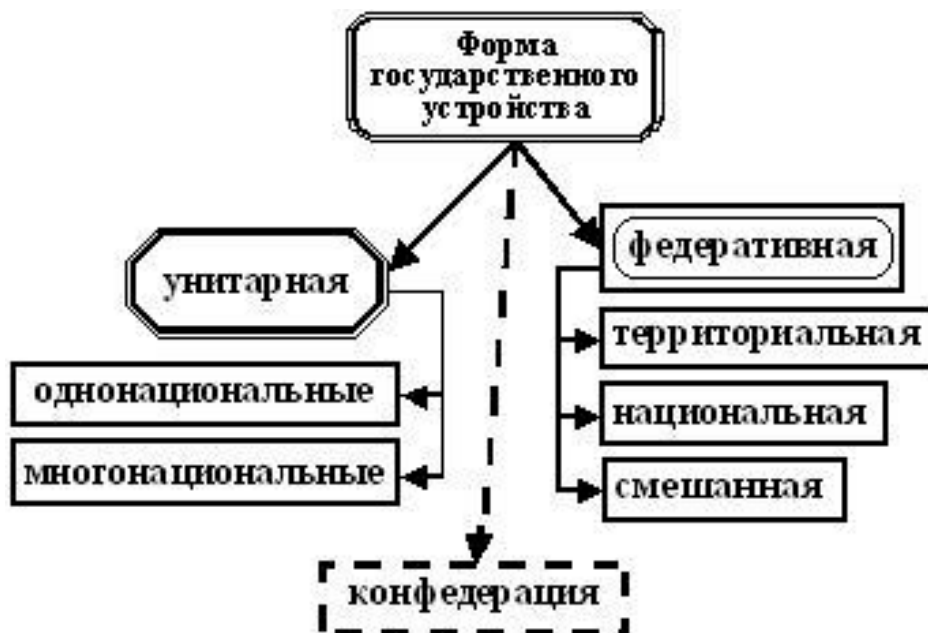 Форма
государственного
устройства
унитарная
однонациональные
многонациональные
федеративная
территориальная
национальная
смешанная
конфедерация